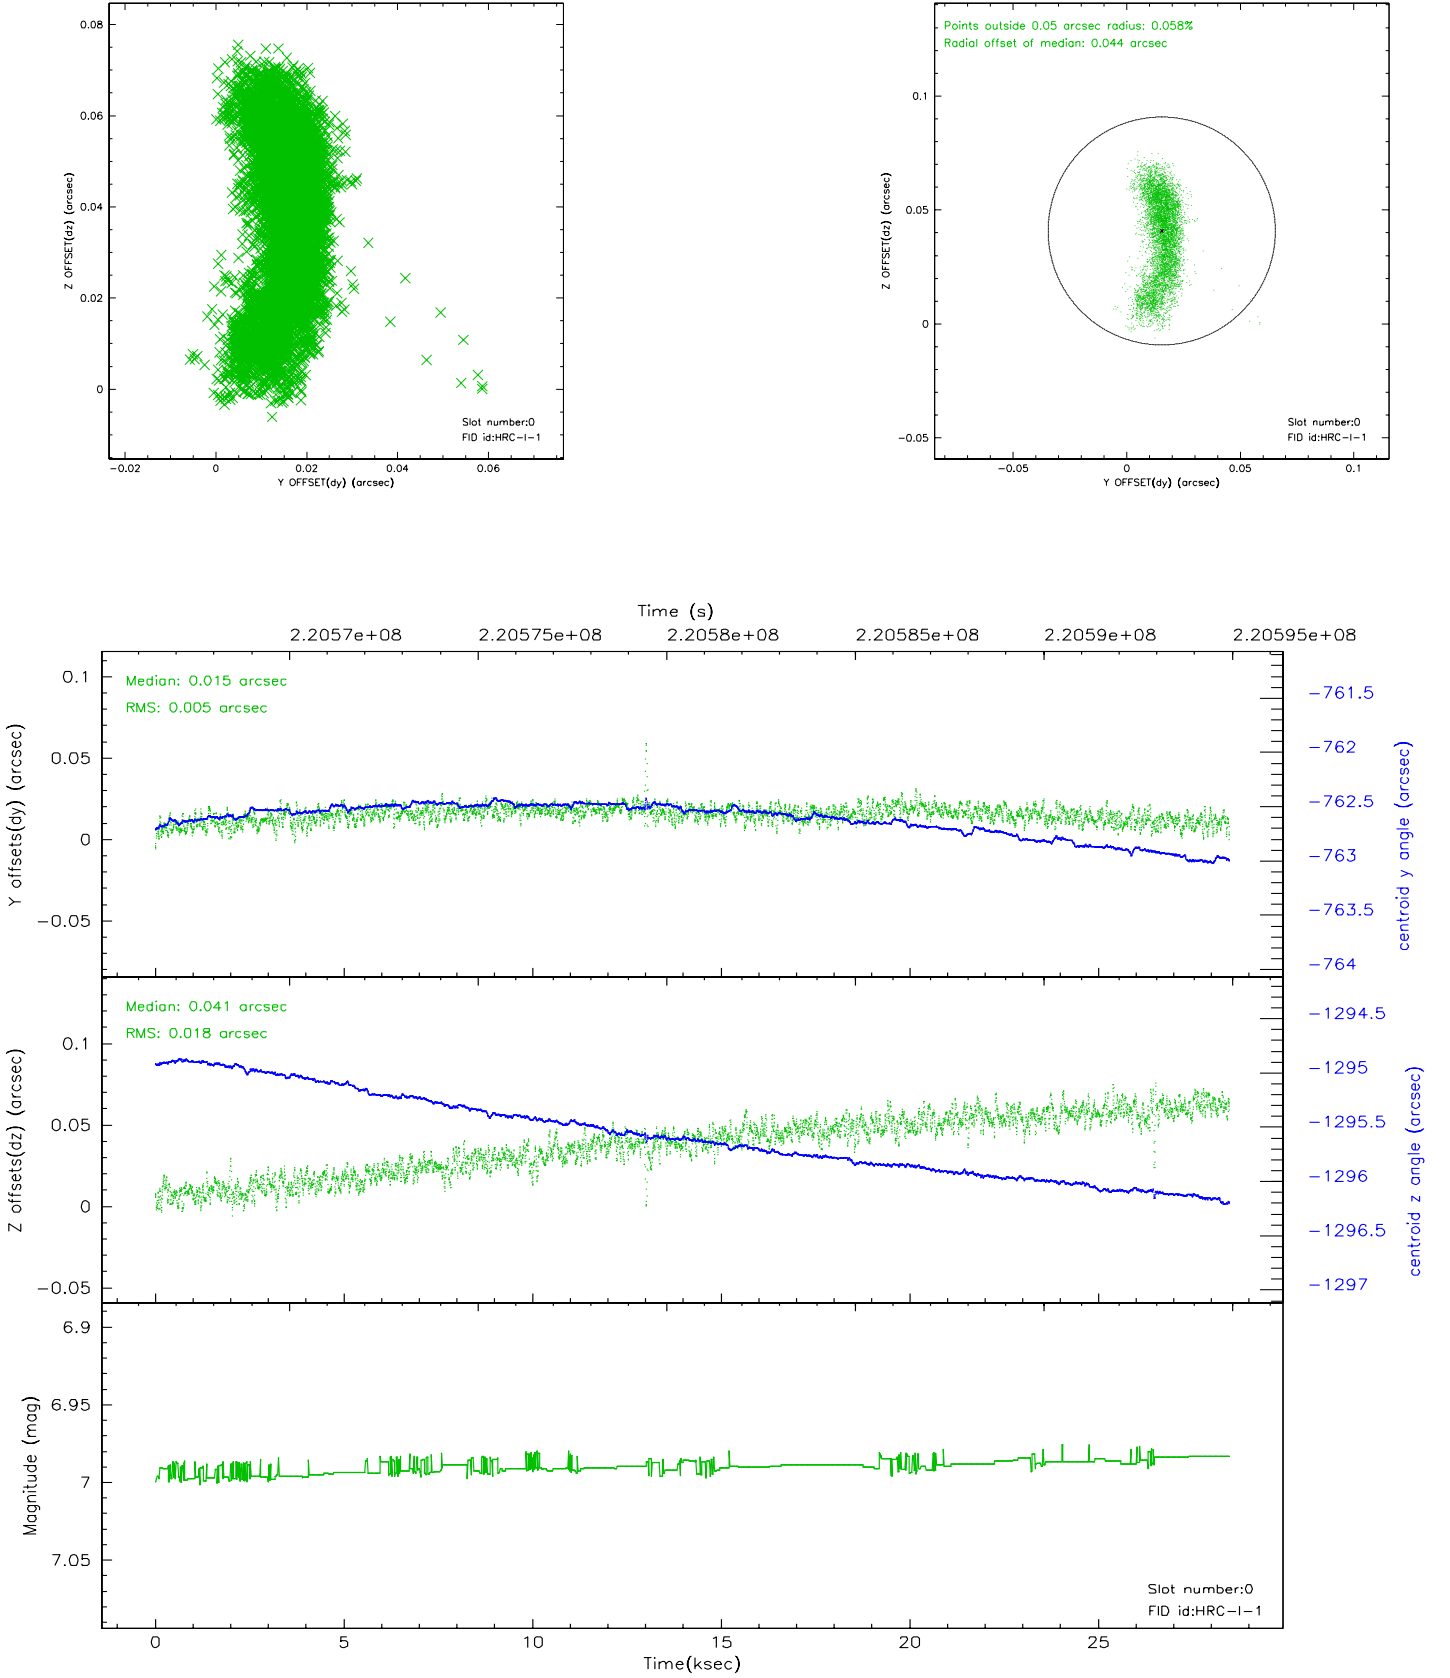 0.08
0.06
0.04
0.02
0
Z OFFSET(dz) (arcsec)
Slot number:0
FID id:HRC-I-1
-0.02 0 0.02 0.04 0.06
Y OFFSET(dy) (arcsec)
Points outside 0.05 arcsec radius: 0.058%
Radial offset of median: 0.044 arcsec
0.1
0.05
0
-0.05
Z OFFSET(dz) (arcsec)
Slot number:0
FID id:HRC-I-1
-0.05 0 0.05 0.1
Y OFFSET(dy) (arcsec)
Time (s)
2.2057e+08 2.20575e+08 2.2058e+08 2.20585e+08 2.2059e+08 2.20595e+08
Median: 0.015 arcsec
RMS: 0.005 arcsec
0.1
0.05
0
-0.05
Y offsets(dy) (arcsec)
-761.5
-762
-762.5
-763
-763.5
-764
centroid y angle (arcsec)
Median: 0.041 arcsec
RMS: 0.018 arcsec
0.1
0.05
0
-0.05
Z offsets(dz) (arcsec)
-1294.5
-1295
-1295.5
-1296
-1296.5
-1297
centroid z angle (arcsec)
6.9
6.95
7
7.05
Magnitude (mag)
Slot number:0
FID id:HRC-I-1
0 5 10 15 20 25
Time(ksec)